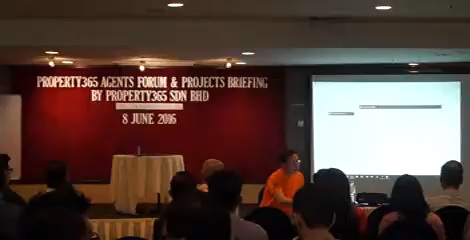 PROPERTY365 AGENTS FORUM & PROJECTS BRIEFING
BY PROPERTY365 SDN BHD
8 JUNE 2016